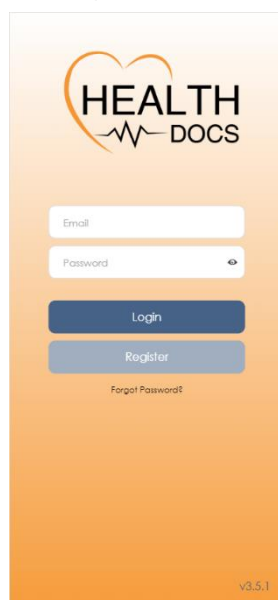 HEALTH
DOCS
Email
Password
Login
Register
Forgot Password?
v3.5.1